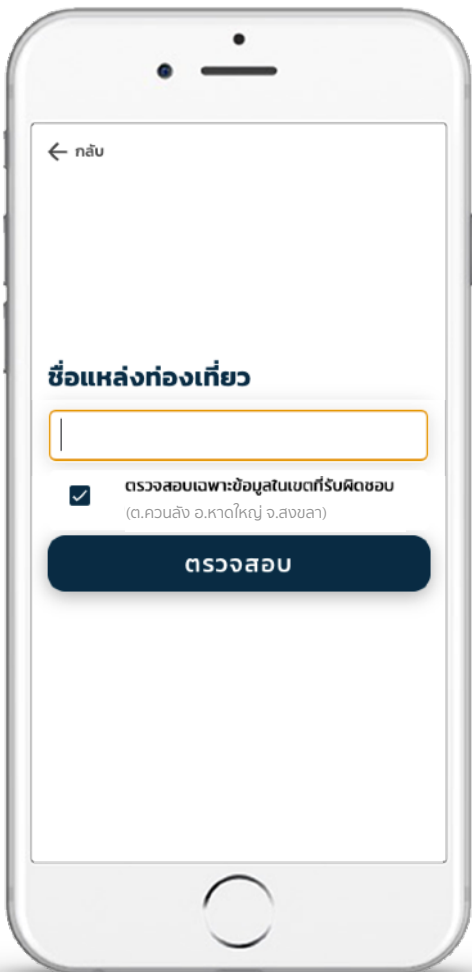 ← กลับ
ชื่อแหล่งท่องเที่ยว
ตรวจสอบเฉพาะข้อมูลในเขตที่รับผิดชอบ
(ต.ควนลัง อ.หาดใหญ่ จ.สงขลา)
ตรวจสอบ